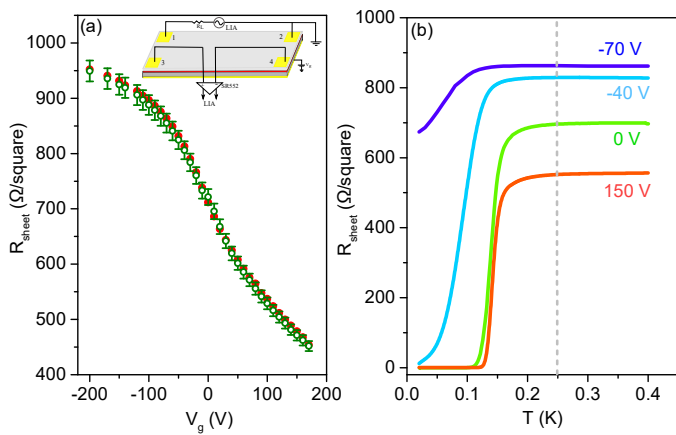 (a)
R_L
LIA
1
2
3
4
V_g
SR552
LIA
1000
900
800
700
600
500
400
R_sheet (Ω/square)
-200
-100
0
100
200
V_g (V)
(b)
-70 V
-40 V
0 V
150 V
1000
800
600
400
200
0
R_sheet (Ω/square)
0.0
0.1
0.2
0.3
0.4
T (K)